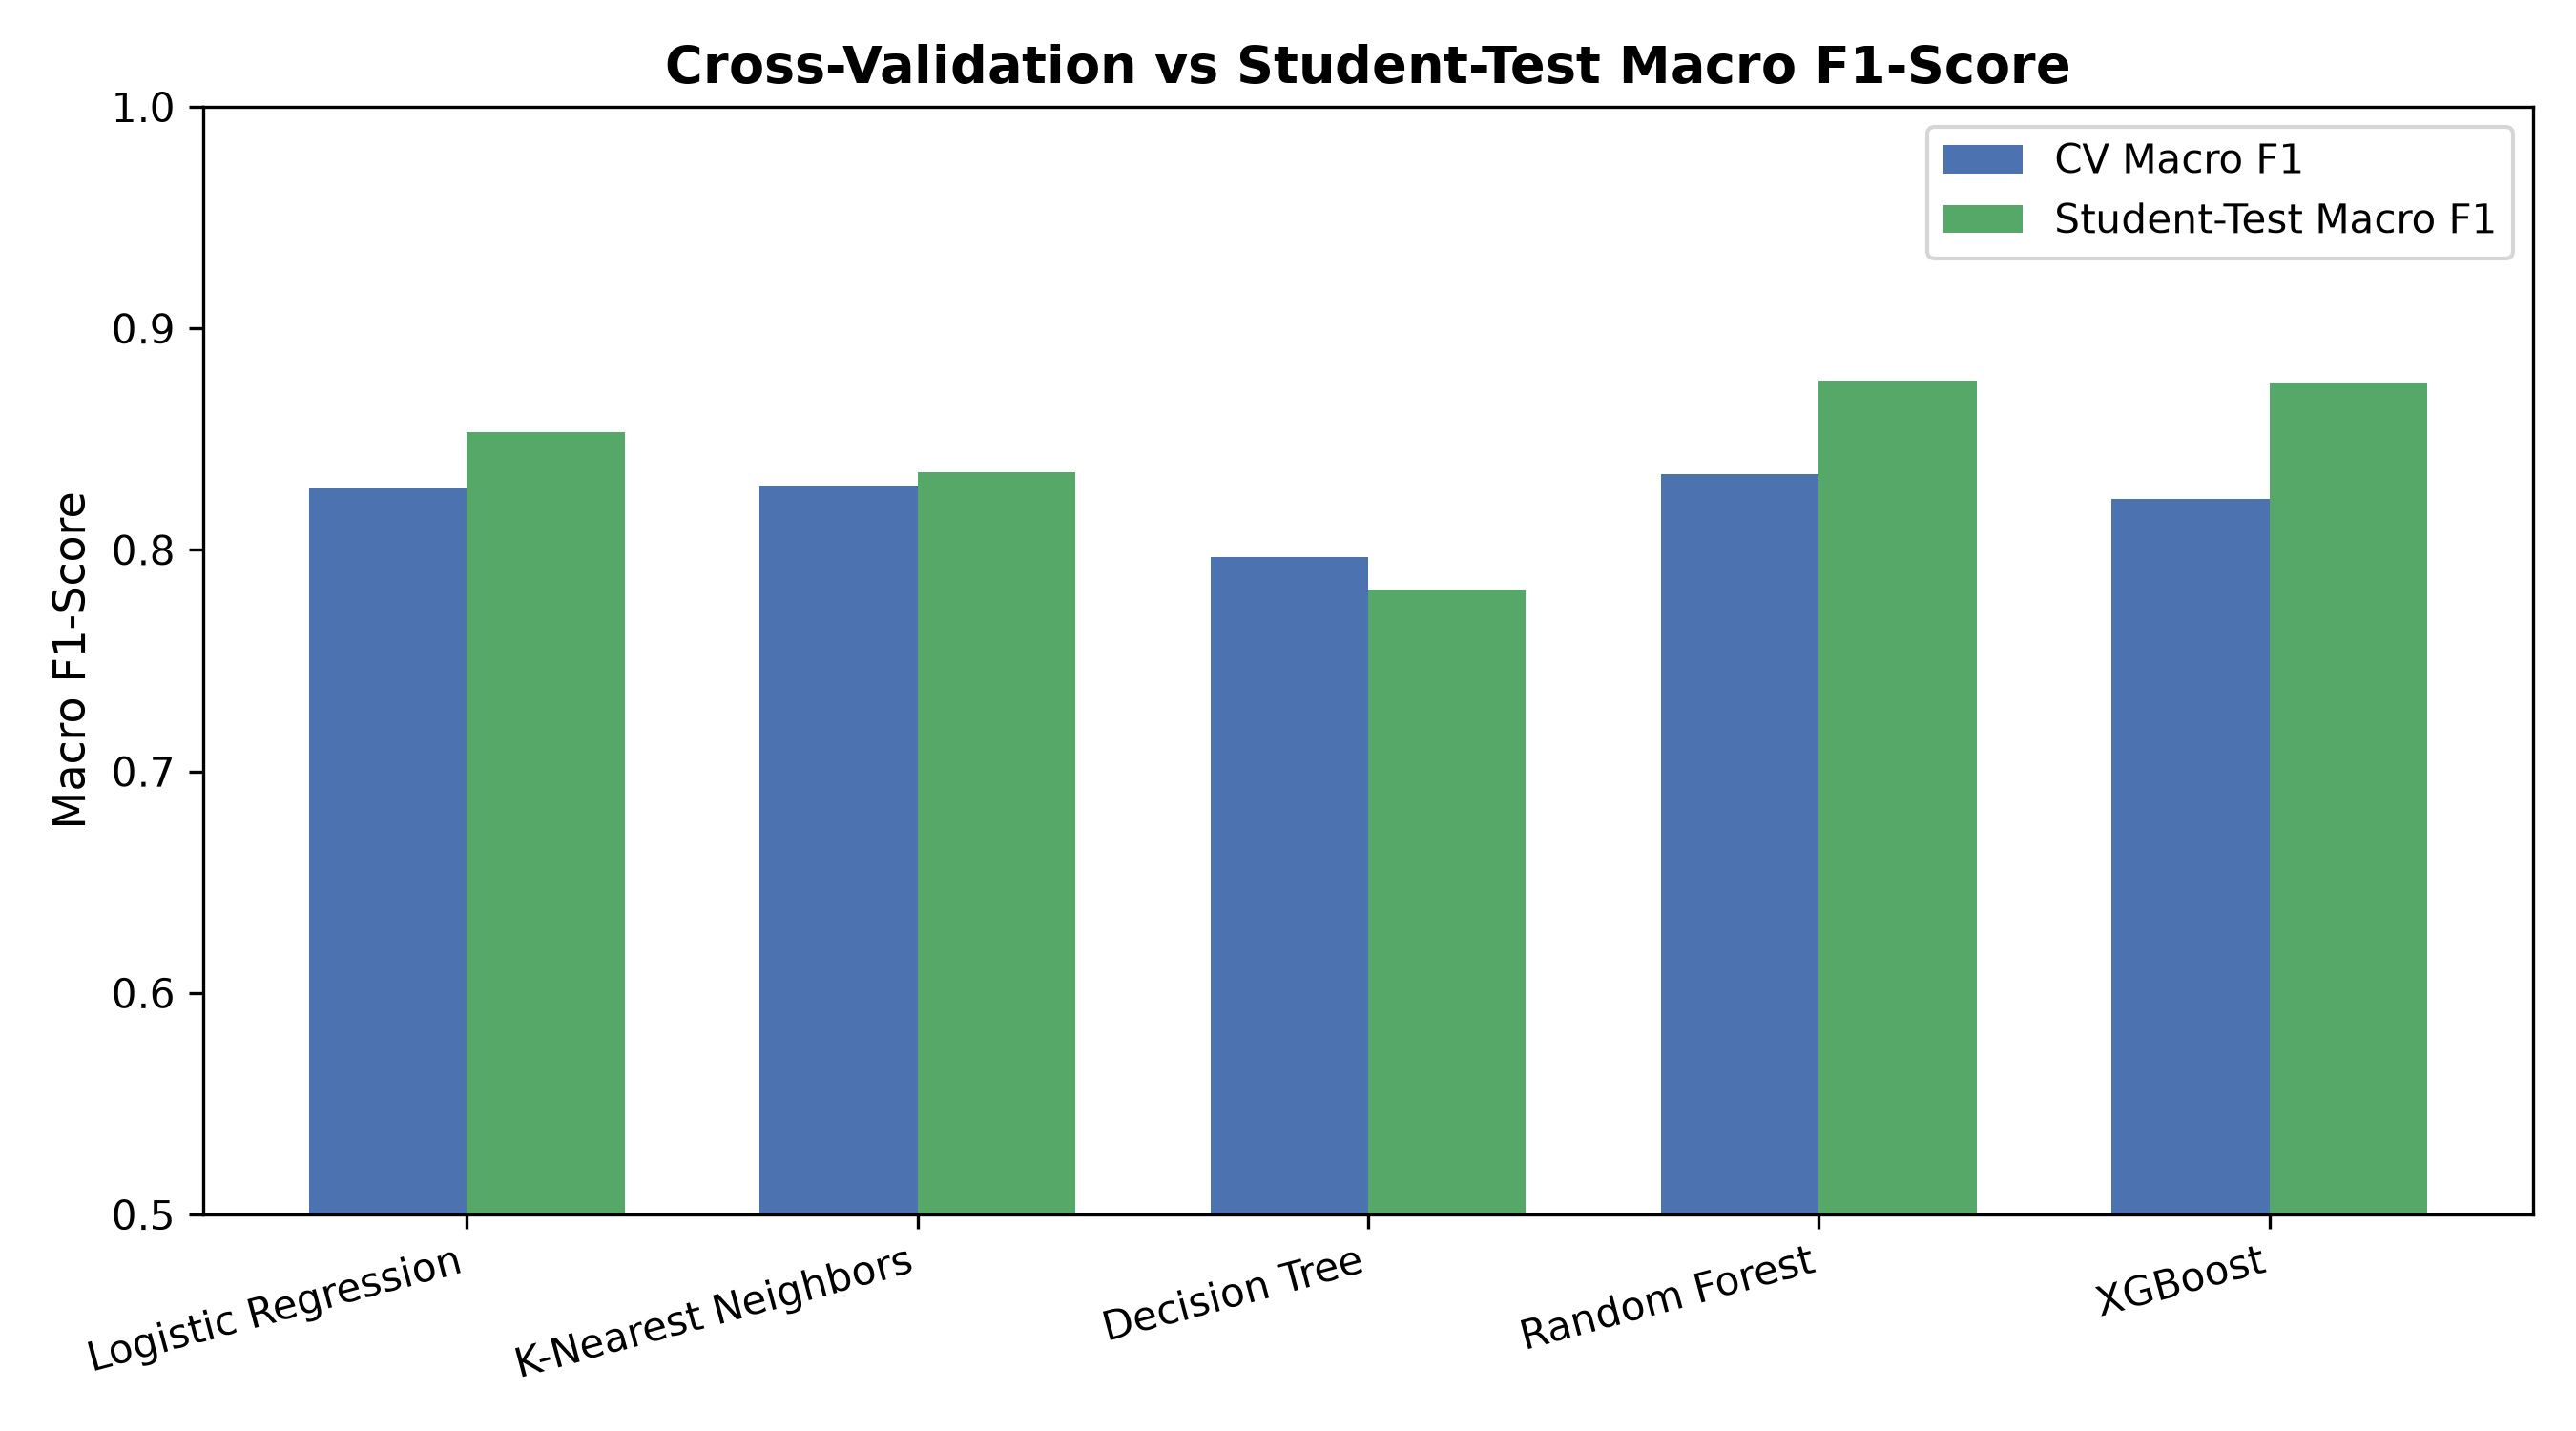 Cross-Validation vs Student-Test Macro F1-Score
CV Macro F1
Student-Test Macro F1
Macro F1-Score
1.0
0.9
0.8
0.7
0.6
0.5
Logistic Regression
K-Nearest Neighbors
Decision Tree
Random Forest
XGBoost